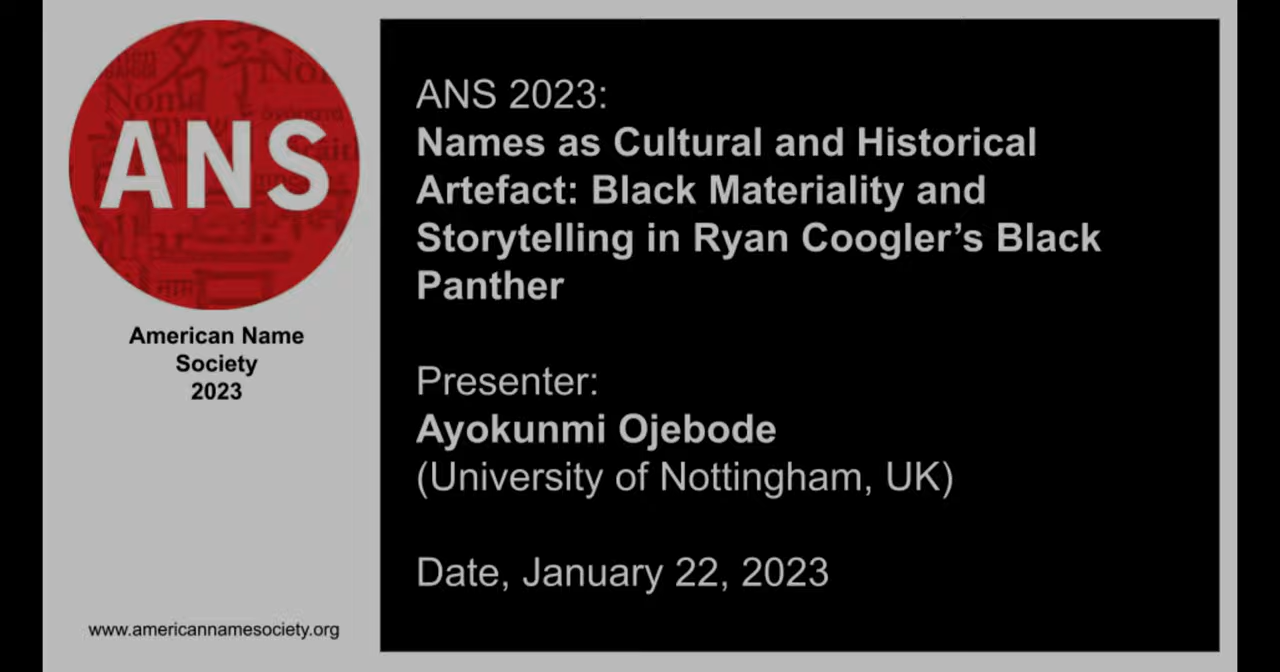 ANS
American Name
Society
2023
www.americannamesociety.org
ANS 2023:
Names as Cultural and Historical
Artefact: Black Materiality and
Storytelling in Ryan Coogler’s Black
Panther
Presenter:
Ayokunmi Ojebode
(University of Nottingham, UK)
Date, January 22, 2023